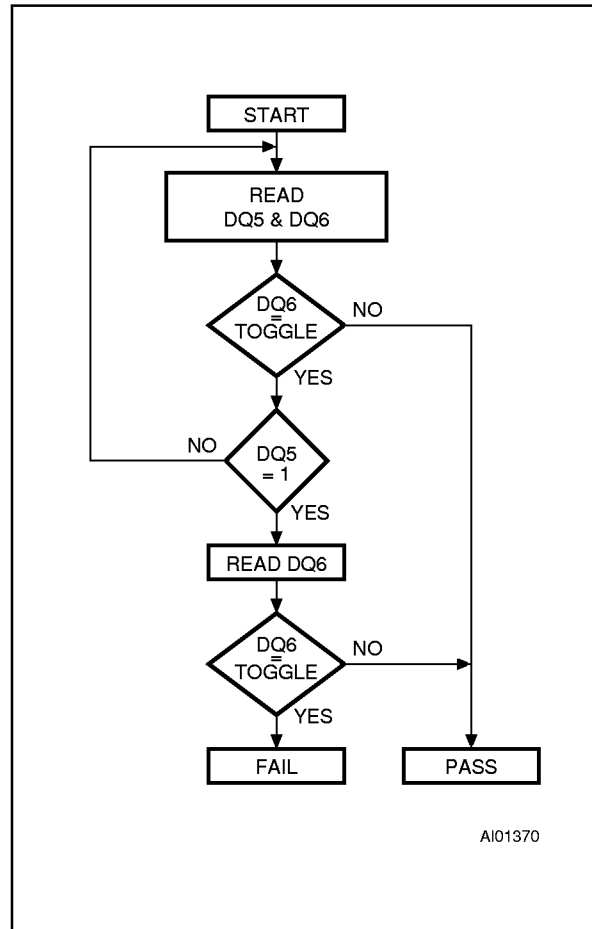 START
READ
DQ5 & DQ6
DQ6
=
TOGGLE
NO
YES
NO
DQ5
= 1
YES
READ DQ6
DQ6
=
TOGGLE
NO
YES
FAIL
PASS
AI01370